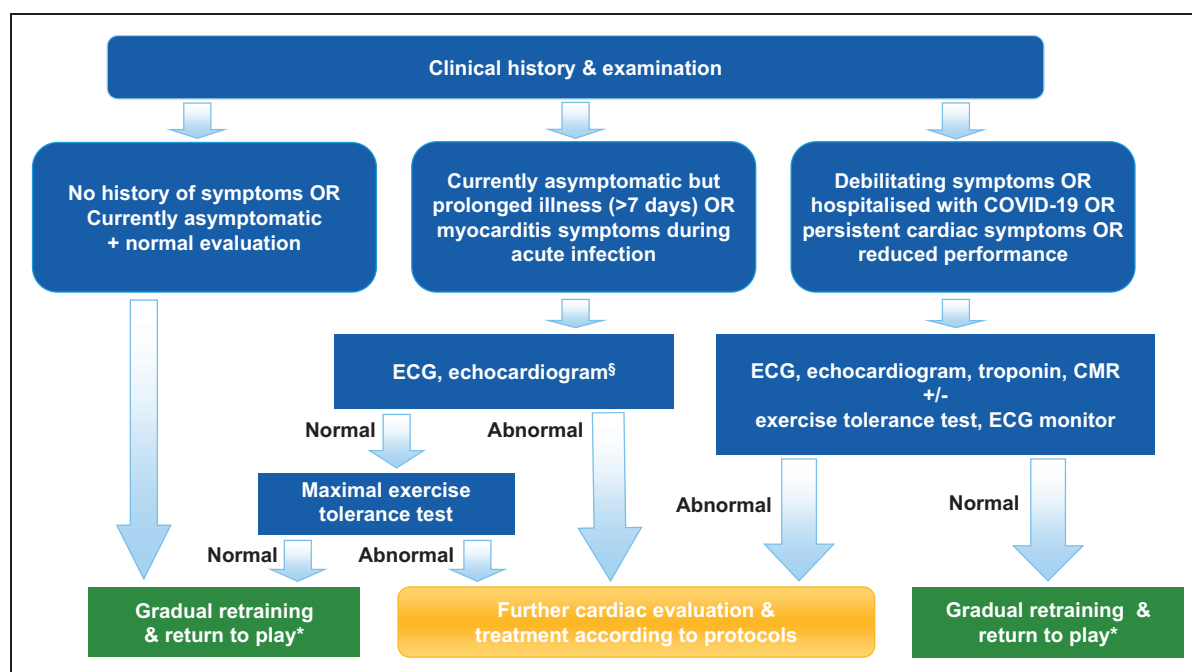 Clinical history & examination
No history of symptoms OR
Currently asymptomatic
+ normal evaluation
Currently asymptomatic but
prolonged illness (>7 days) OR
myocarditis symptoms during
acute infection
Debilitating symptoms OR
hospitalised with COVID-19 OR
persistent cardiac symptoms OR
reduced performance
ECG, echocardiogram§
ECG, echocardiogram, troponin, CMR
+/-
exercise tolerance test, ECG monitor
Normal
Abnormal
Maximal exercise
tolerance test
Abnormal
Normal
Normal
Abnormal
Gradual retraining
& return to play*
Further cardiac evaluation &
treatment according to protocols
Gradual retraining &
return to play*